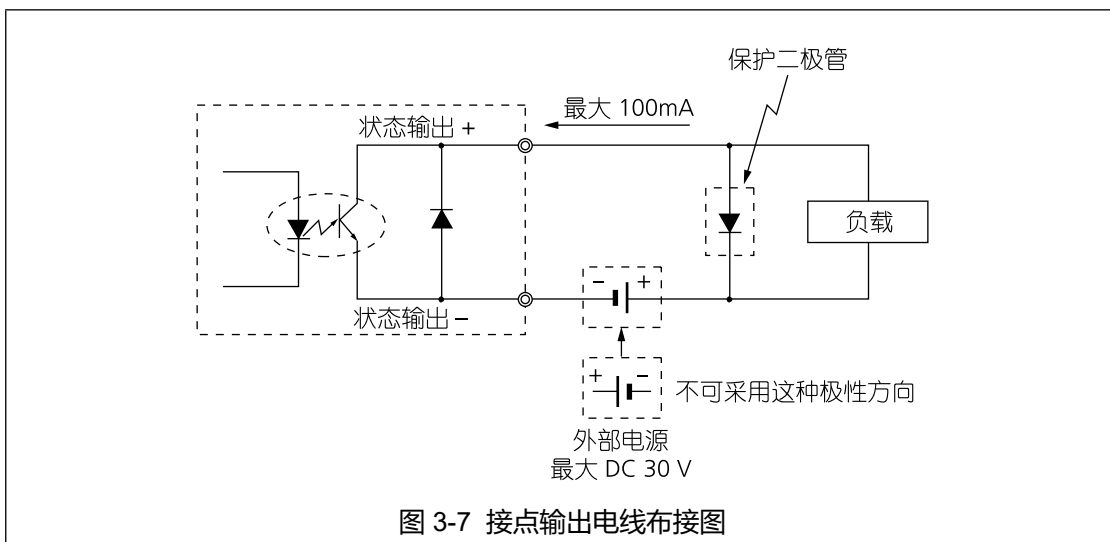 保护二极管
最大 100mA
状态输出 +
负载
- +
状态输出 -
+ -
不可采用这种极性方向
外部电源
最大 DC 30 V
图 3-7 接点输出电线布接图